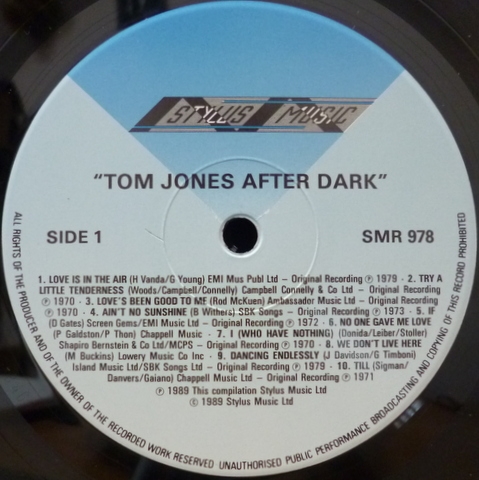 STYLUS MUSIC
"TOM JONES AFTER DARK"
SIDE 1
SMR 978
1. LOVE IS IN THE AIR (H Vanda/G Young) EMI Mus Publ Ltd – Original Recording ℗ 1979 · 2. TRY A
LITTLE TENDERNESS (Woods/Campbell/Connelly) Campbell Connelly & Co Ltd – Original Recording
℗ 1970 · 3. LOVE'S BEEN GOOD TO ME (Rod McKuen) Ambassador Music Ltd – Original Recording
℗ 1970 · 4. AIN'T NO SUNSHINE (B Withers) SBK Songs – Original Recording ℗ 1973 · 5. IF
(D Gates) Screen Gems/EMI Music Ltd – Original Recording ℗ 1972 · 6. NO ONE GAVE ME LOVE
(P Galdston/P Thon) Chappell Music · 7. I (WHO HAVE NOTHING) (Donida/Leiber/Stoller)
Shapiro Bernstein & Co Ltd/MCPS – Original Recording ℗ 1970 · 8. WE DON'T LIVE HERE
(M Buckins) Lowery Music Co Inc · 9. DANCING ENDLESSLY (J Davidson/G Timboni)
Island Music Ltd/SBK Songs Ltd – Original Recording ℗ 1979 · 10. TILL (Sigman/
Danvers/Gaiano) Chappell Music Ltd – Original Recording ℗ 1971
℗ 1989 This compilation Stylus Music Ltd
© 1989 Stylus Music Ltd
ALL RIGHTS OF THE PRODUCER AND OF THE OWNER OF THE RECORDED WORK RESERVED UNAUTHORISED PUBLIC PERFORMANCE BROADCASTING AND COPYING OF THIS RECORD PROHIBITED